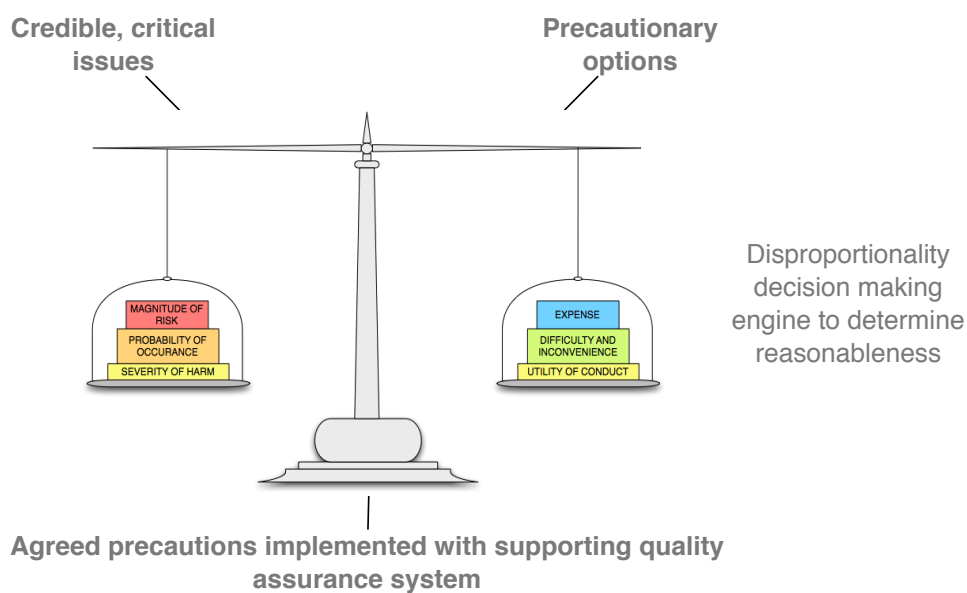 Credible, critical
issues
Precautionary
options
MAGNITUDE OF
RISK
PROBABILITY OF
OCCURANCE
SEVERITY OF HARM
EXPENSE
DIFFICULTY AND
INCONVENIENCE
UTILITY OF CONDUCT
Disproportionality
decision making
engine to determine
reasonableness
Agreed precautions implemented with supporting quality
assurance system